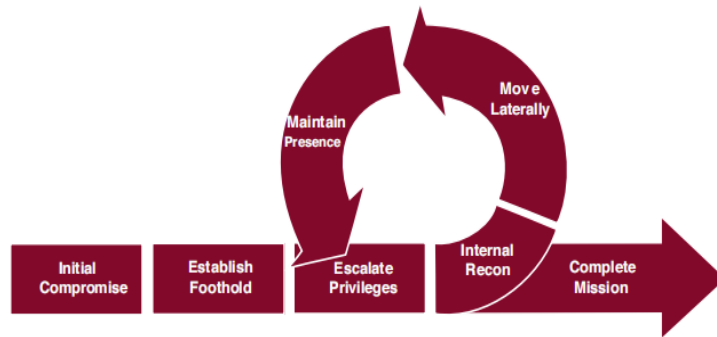 Move
Laterally
Maintain
Presence
Initial
Compromise
Establish
Foothold
Escalate
Privileges
Internal
Recon
Complete
Mission